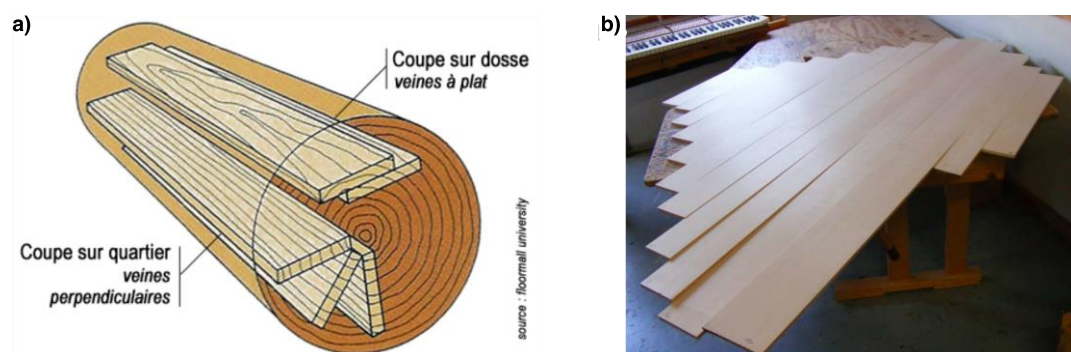 a)
Coupe sur dosse
veines à plat
Coupe sur quartier
veines
perpendiculaires
source : floormall university
b)